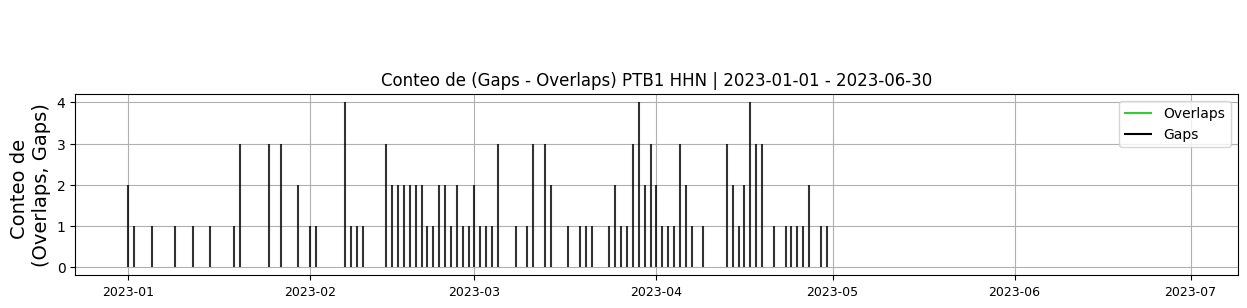 Conteo de (Gaps - Overlaps) PTB1 HHN | 2023-01-01 - 2023-06-30
Conteo de
(Overlaps, Gaps)
4
3
2
1
0
Overlaps
Gaps
2023-01 2023-02 2023-03 2023-04 2023-05 2023-06 2023-07